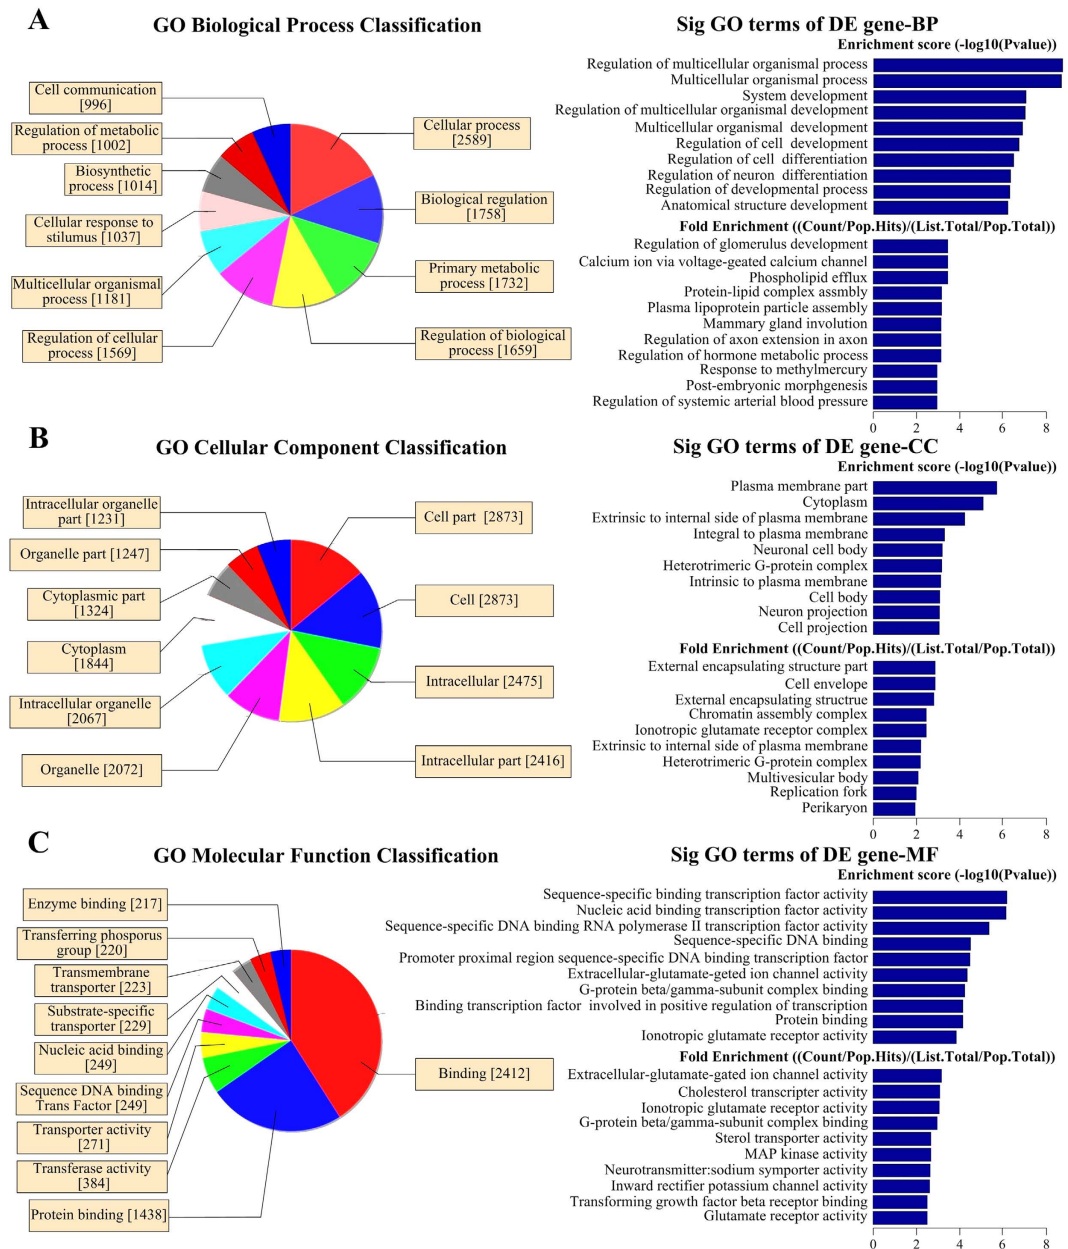 A
GO Biological Process Classification
Cell communication
[996]
Regulation of metabolic
process [1002]
Biosynthetic
process [1014]
Cellular response to
stilumus [1037]
Multicellular organismal
process [1181]
Regulation of cellular
process [1569]
Cellular process
[2589]
Biological regulation
[1758]
Primary metabolic
process [1732]
Regulation of biological
process [1659]
Sig GO terms of DE gene-BP
Enrichment score (-log10(Pvalue))
Regulation of multicellular organismal process
Multicellular organismal process
System development
Regulation of multicellular organismal development
Multicellular organismal development
Regulation of cell development
Regulation of cell differentiation
Regulation of neuron differentiation
Regulation of developmental process
Anatomical structure development
Fold Enrichment ((Count/Pop.Hits)/(List.Total/Pop.Total))
Regulation of glomerulus development
Calcium ion via voltage-geated calcium channel
Phospholipid efflux
Protein-lipid complex assmbly
Plasma lipoprotein particle assembly
Mammary gland involution
Regulation of axon extension in axon
Regulation of hormone metabolic process
Response to methylmercury
Post-embryonic morphgenesis
Regulation of systemic arterial blood pressure
0 2 4 6 8
B
GO Cellular Component Classification
Intracellular organelle
part [1231]
Organelle part [1247]
Cytoplasmic part
[1324]
Cytoplasm
[1844]
Intracellular organelle
[2067]
Organelle [2072]
Cell part [2873]
Cell [2873]
Intracellular [2475]
Intracellular part [2416]
Sig GO terms of DE gene-CC
Enrichment score (-log10(Pvalue))
Plasma membrane part
Cytoplasm
Extrinsic to internal side of plasma membrane
Integral to plasma membrane
Neuronal cell body
Heterotrimeric G-protein complex
Intrinsic to plasma membrane
Cell body
Neuron projection
Cell projection
Fold Enrichment ((Count/Pop.Hits)/(List.Total/Pop.Total))
External encapsulating structure part
Cell envelope
External encapsulating structrue
Chromatin assembly complex
Ionotropic glutamate receptor complex
Extrinsic to internal side of plasma membrane
Heterotrimeric G-protein complex
Multivesicular body
Replication fork
Perikaryon
0 2 4 6 8
C
GO Molecular Function Classification
Enzyme binding [217]
Transferring phosporus
group [220]
Transmembrane
transporter [223]
Substrate-specific
transporter [229]
Nucleic acid binding
[249]
Sequence DNA binding
Trans Factor [249]
Transporter activity
[271]
Transferase activity
[384]
Protein binding [1438]
Binding [2412]
Sig GO terms of DE gene-MF
Enrichment score (-log10(Pvalue))
Sequence-specific binding transcription factor activity
Nucleic acid binding transcription factor activity
Sequence-specific DNA binding RNA polymerase II transcription factor activity
Sequence-specific DNA binding
Promoter proximal region sequence-specific DNA binding transcription factor
Extracellular-glutamate-geted ion channel activity
G-protein beta/gamma-subunit complex binding
Binding transcription factor involved in positive regulation of transcription
Protein binding
Ionotropic glutamate receptor activity
Fold Enrichment ((Count/Pop.Hits)/(List.Total/Pop.Total))
Extracellular-glutamate-gated ion channel activity
Cholesterol transcripter activity
Ionotropic glutamate receptor activity
G-protein beta/gamma-subunit complex binding
Sterol transporter activity
MAP kinase activity
Neurotransmitter:sodium symporter activity
Inward rectifier potassium channel activity
Transforming growth factor beta receptor binding
Glutamate receptor activity
0 2 4 6 8